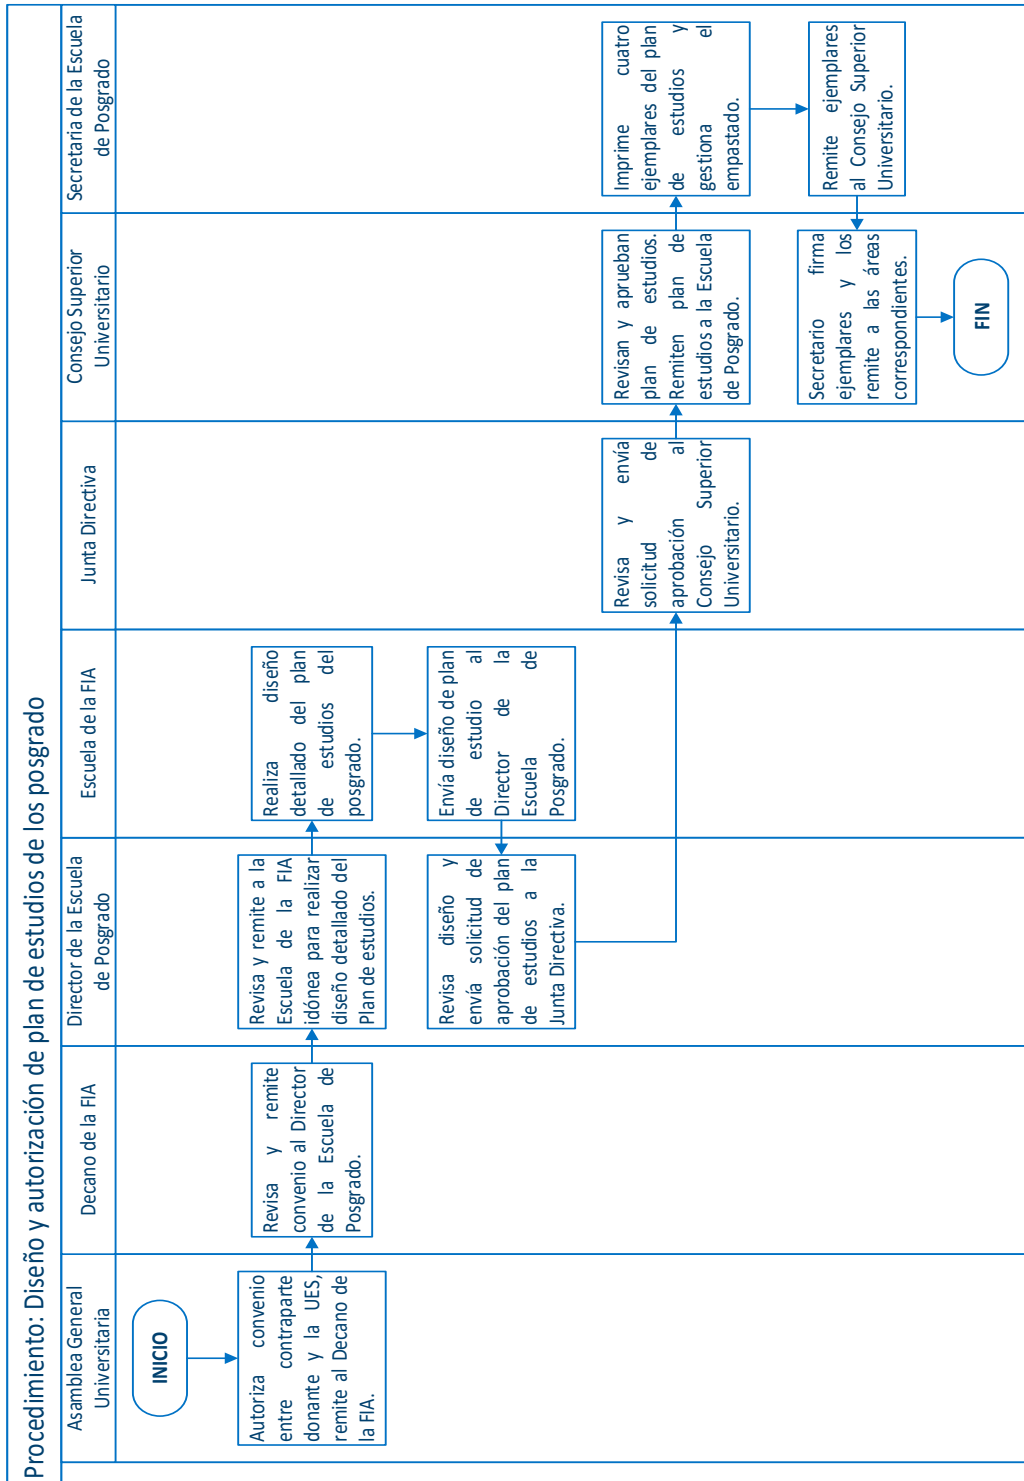 Procedimiento: Diseño y autorización de plan de estudios de los posgrado
Asamblea General
Universitaria
Decano de la FIA
Director de la Escuela
de Posgrado
Escuela de la FIA
Junta Directiva
Consejo Superior
Universitario
Secretaria de la Escuela
de Posgrado
INICIO
Autoriza convenio
entre contraparte
donante y la UES,
remite al Decano de
la FIA.
Revisa y remite
convenio al Director
de la Escuela de
Posgrado.
Revisa y remite a la
Escuela de la FIA
idónea para realizar
diseño detallado del
Plan de estudios.
Realiza diseño
detallado del plan
de estudios del
posgrado.
Envía diseño de plan
de estudio al
Director de la
Escuela de
Posgrado.
Revisa diseño y
envía solicitud de
aprobación del plan
de estudios a la
Junta Directiva.
Revisa y envía
solicitud de
aprobación al
Consejo Superior
Universitario.
Revisan y aprueban
plan de estudios.
Remiten plan de
estudios a la Escuela
de Posgrado.
Imprime cuatro
ejemplares del plan
de estudios y
gestiona el
empastado.
Remite ejemplares
al Consejo Superior
Universitario.
Secretario firma
ejemplares y los
remite a las áreas
correspondientes.
FIN